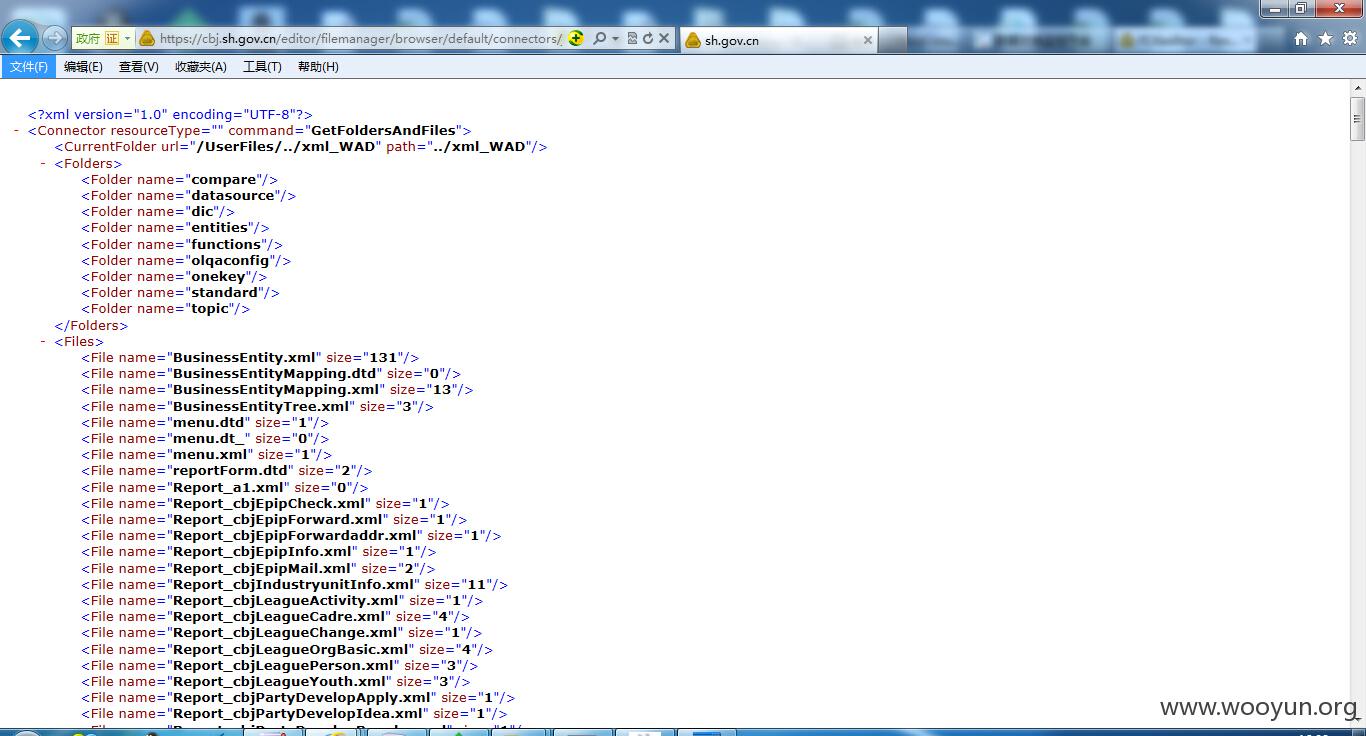 政府 证 https://cbj.sh.gov.cn/editor/filemanager/browser/default/connectors/ sh.gov.cn
文件(F) 编辑(E) 查看(V) 收藏夹(A) 工具(T) 帮助(H)
<?xml version="1.0" encoding="UTF-8"?>
- <Connector resourceType="" command="GetFoldersAndFiles">
<CurrentFolder url="/UserFiles/../xml_WAD" path="../xml_WAD"/>
- <Folders>
<Folder name="compare"/>
<Folder name="datasource"/>
<Folder name="dic"/>
<Folder name="entities"/>
<Folder name="functions"/>
<Folder name="olqaconfig"/>
<Folder name="onekey"/>
<Folder name="standard"/>
<Folder name="topic"/>
</Folders>
- <Files>
<File name="BusinessEntity.xml" size="131"/>
<File name="BusinessEntityMapping.dtd" size="0"/>
<File name="BusinessEntityMapping.xml" size="13"/>
<File name="BusinessEntityTree.xml" size="3"/>
<File name="menu.dtd" size="1"/>
<File name="menu.dt_" size="0"/>
<File name="menu.xml" size="1"/>
<File name="reportForm.dtd" size="2"/>
<File name="Report_a1.xml" size="0"/>
<File name="Report_cbjEpipCheck.xml" size="1"/>
<File name="Report_cbjEpipForward.xml" size="1"/>
<File name="Report_cbjEpipForwardaddr.xml" size="1"/>
<File name="Report_cbjEpipInfo.xml" size="1"/>
<File name="Report_cbjEpipMail.xml" size="2"/>
<File name="Report_cbjIndustryunitInfo.xml" size="11"/>
<File name="Report_cbjLeagueActivity.xml" size="1"/>
<File name="Report_cbjLeagueCadre.xml" size="4"/>
<File name="Report_cbjLeagueChange.xml" size="1"/>
<File name="Report_cbjLeagueOrgBasic.xml" size="4"/>
<File name="Report_cbjLeaguePerson.xml" size="3"/>
<File name="Report_cbjLeagueYouth.xml" size="3"/>
<File name="Report_cbjPartyDevelopApply.xml" size="1"/>
<File name="Report_cbjPartyDevelopIdea.xml" size="1"/>
www.wooyun.org